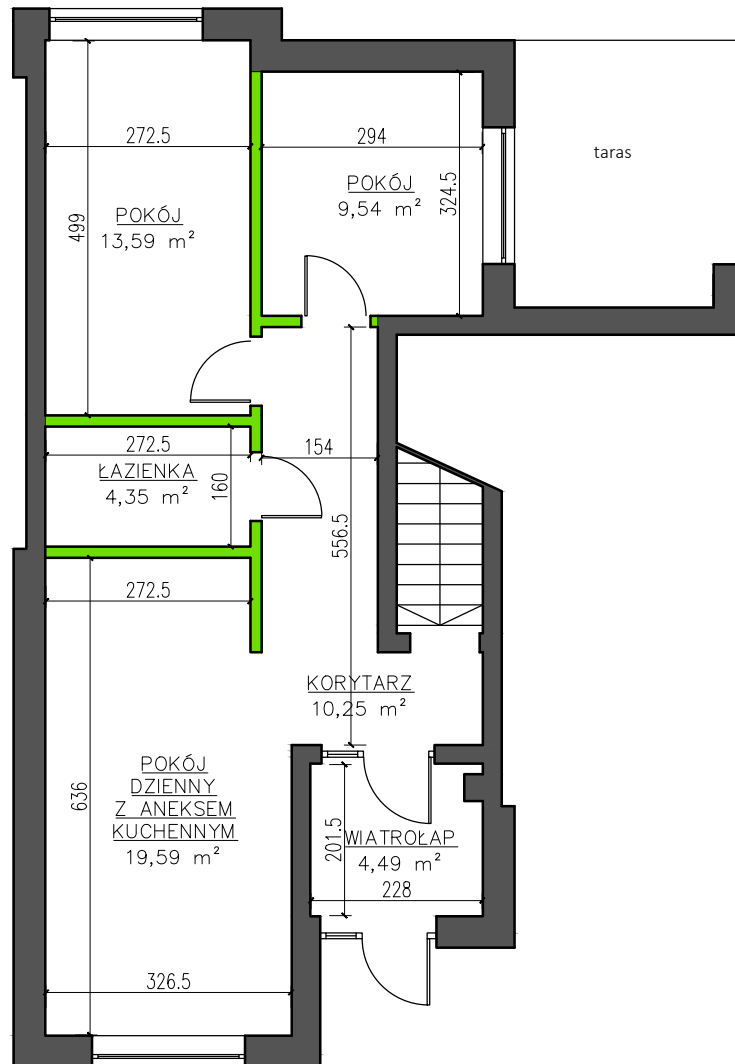 272.5
294
taras
POKÓJ
9,54 m²
324.5
499
POKÓJ
13,59 m²
272.5
ŁAZIENKA
4,35 m²
160
154
556.5
272.5
KORYTARZ
10,25 m²
636
POKÓJ
DZIENNY
Z ANEKSEM
KUCHENNYM
19,59 m²
201.5
WIATROŁAP
4,49 m²
228
326.5